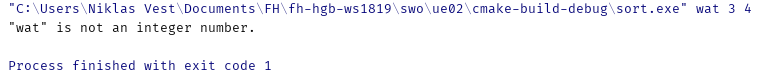 "C:\Users\Niklas Vest\Documents\FH\fh-hgb-ws1819\swo\ue02\cmake-build-debug\sort.exe" wat 3 4
"wat" is not an integer number.
Process finished with exit code 1